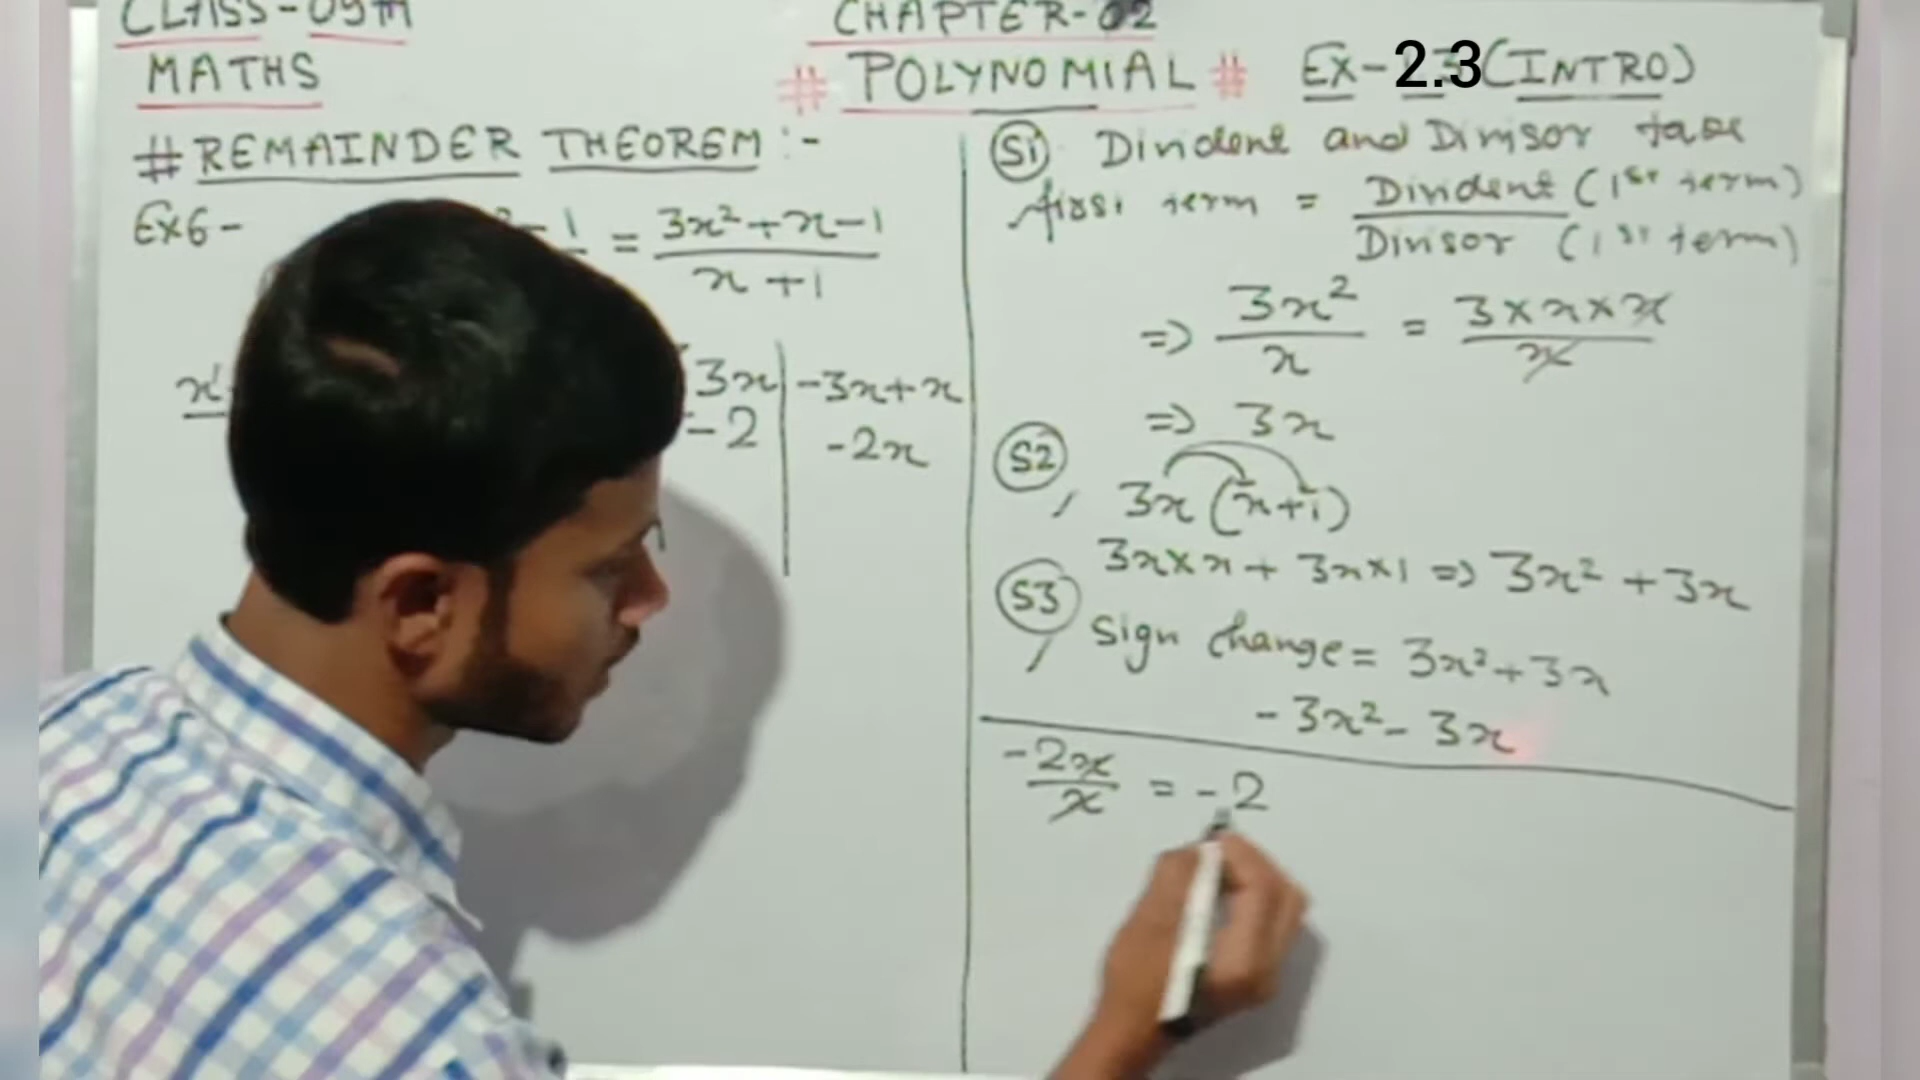 CLASS-09TH
CHAPTER-02
MATHS
# POLYNOMIAL #
EX-2.3 (INTRO)
# REMAINDER THEOREM :-
Ex6-
- 1 = 3x²+x-1
x+1
x
3x
-2
-3x+x
-2x
S1 Divident and Divisor take
first term = Divident (1st term)
Divisor (1st term)
=> 3x² = 3×x×x
x x
=> 3x
S2, 3x(x+1)
3x×x + 3x×1 => 3x² + 3x
S3, Sign change = 3x²+3x
-3x²- 3x
-2x = -2
x